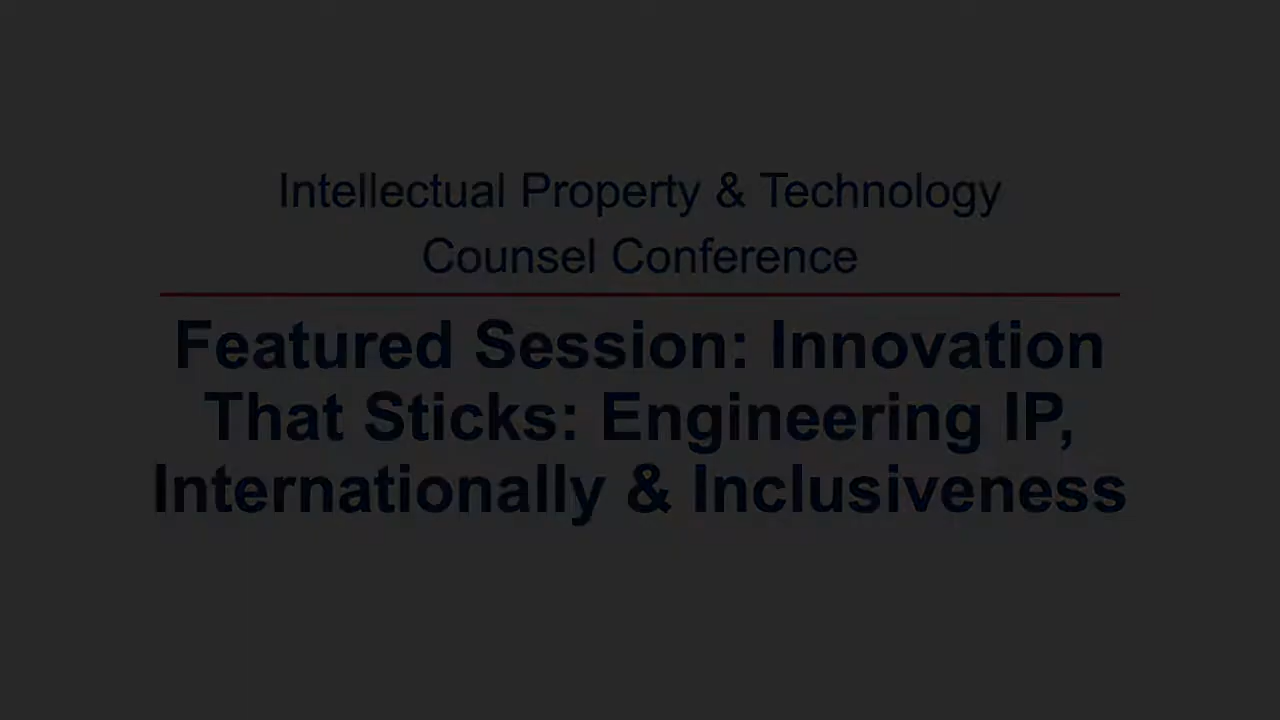 Intellectual Property & Technology
Counsel Conference
Featured Session: Innovation
That Sticks: Engineering IP,
Internationally & Inclusiveness